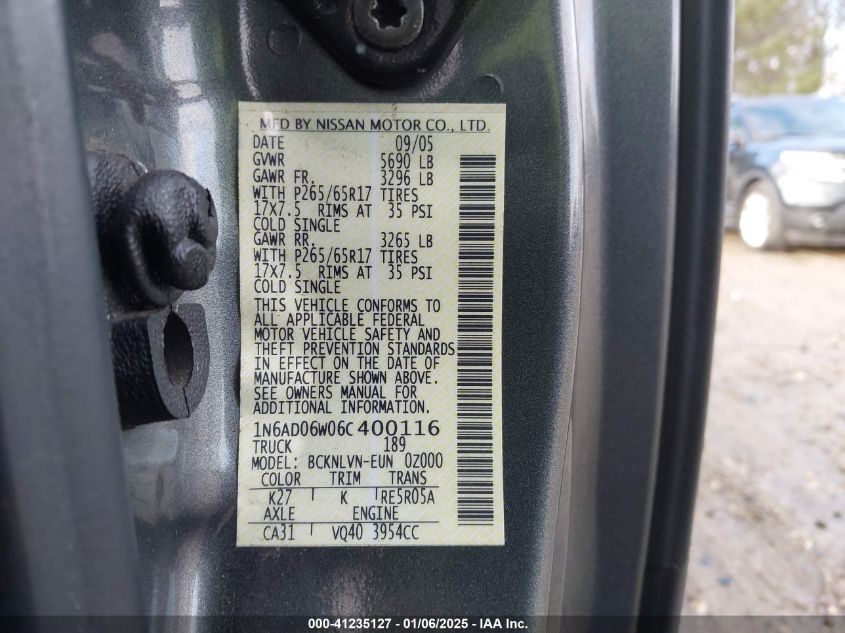 MFD BY NISSAN MOTOR CO., LTD.
DATE 09/05
GVWR 5690 LB
GAWR FR. 3296 LB
WITH P265/65R17 TIRES
17X7.5 RIMS AT 35 PSI
COLD SINGLE
GAWR RR. 3265 LB
WITH P265/65R17 TIRES
17X7.5 RIMS AT 35 PSI
COLD SINGLE
THIS VEHICLE CONFORMS TO
ALL APPLICABLE FEDERAL
MOTOR VEHICLE SAFETY AND
THEFT PREVENTION STANDARDS
IN EFFECT ON THE DATE OF
MANUFACTURE SHOWN ABOVE.
SEE OWNERS MANUAL FOR
ADDITIONAL INFORMATION.
1N6AD06W06C400116
TRUCK 189
MODEL: BCKNLVN-EUN 0Z000
COLOR TRIM TRANS
K27 K RE5R05A
AXLE ENGINE
CA31 VQ40 3954CC
000-41235127 - 01/06/2025 - IAA Inc.